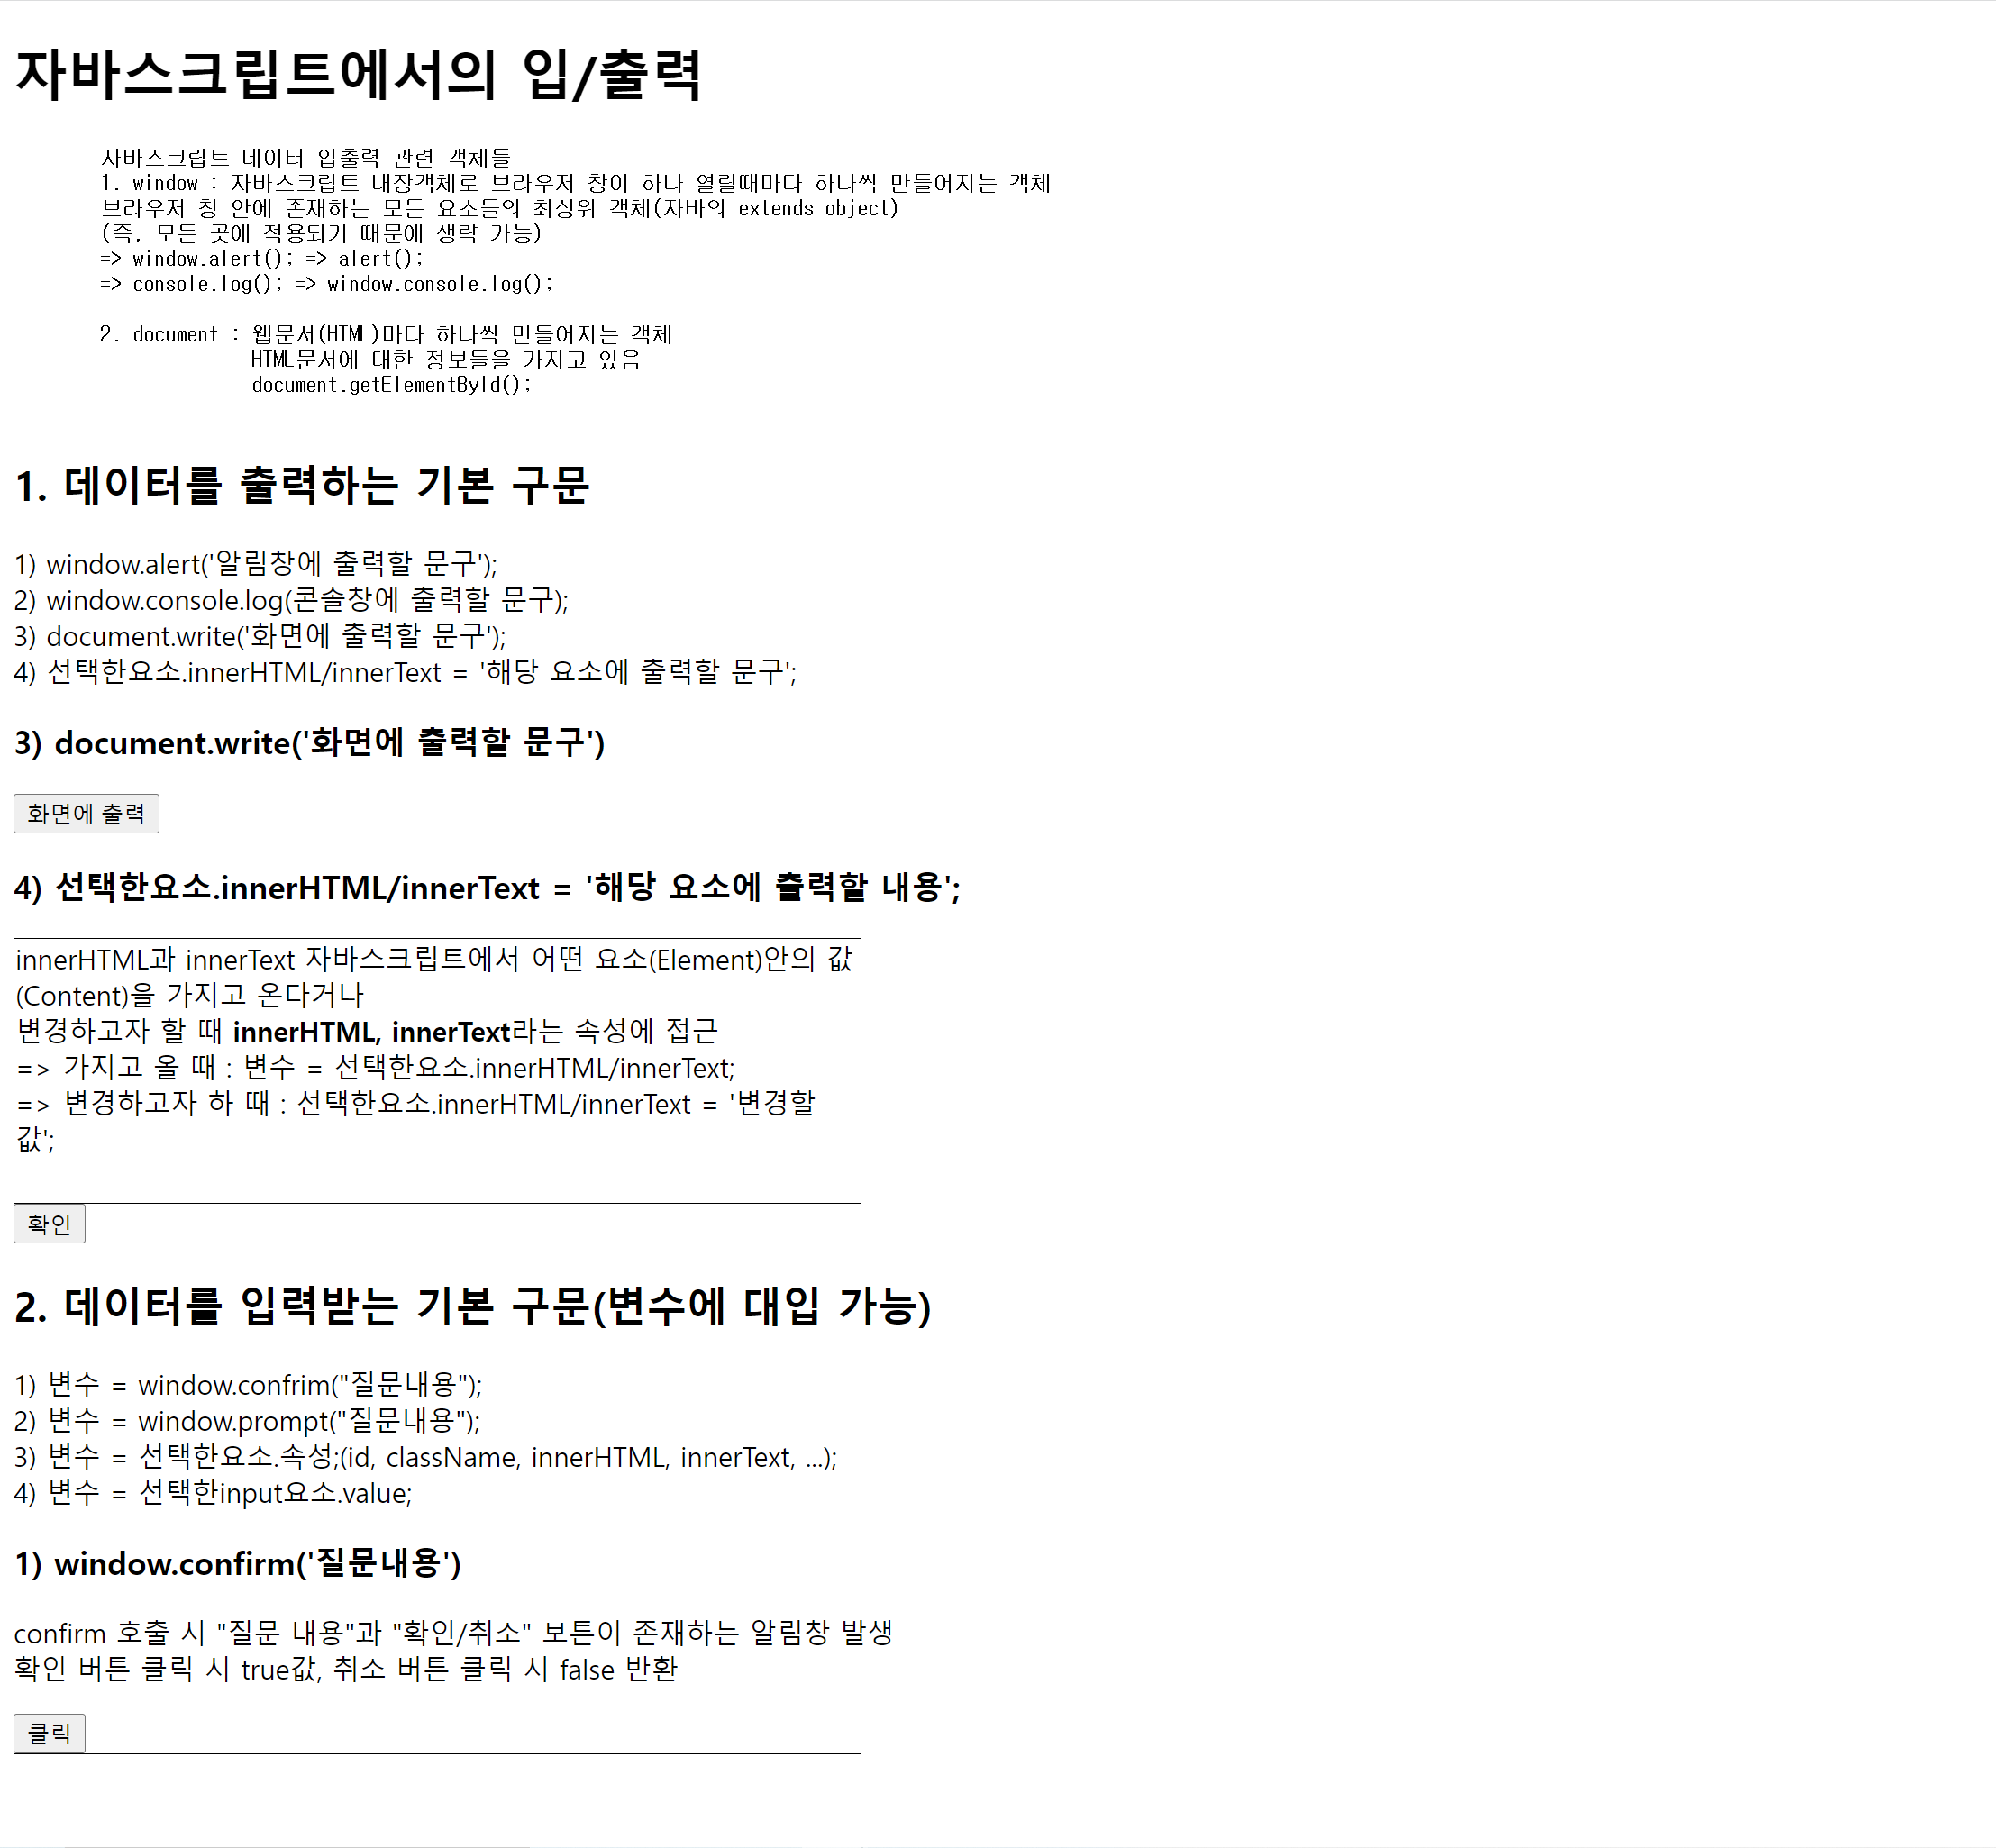 자바스크립트에서의 입/출력
자바스크립트 데이터 입출력 관련 객체들
1. window : 자바스크립트 내장객체로 브라우저 창이 하나 열릴때마다 하나씩 만들어지는 객체
브라우저 창 안에 존재하는 모든 요소들의 최상위 객체(자바의 extends object)
(즉, 모든 곳에 적용되기 때문에 생략 가능)
=> window.alert(); => alert();
=> console.log(); => window.console.log();
2. document : 웹문서(HTML)마다 하나씩 만들어지는 객체
HTML문서에 대한 정보들을 가지고 있음
document.getElementById();
1. 데이터를 출력하는 기본 구문
1) window.alert('알림창에 출력할 문구');
2) window.console.log(콘솔창에 출력할 문구);
3) document.write('화면에 출력할 문구');
4) 선택한요소.innerHTML/innerText = '해당 요소에 출력할 문구';
3) document.write('화면에 출력핱 문구')
화면에 출력
4) 선택한요소.innerHTML/innerText = '해당 요소에 출력할 내용';
innerHTML과 innerText 자바스크립트에서 어떤 요소(Element)안의 값
(Content)을 가지고 온다거나
변경하고자 할 때 innerHTML, innerText라는 속성에 접근
=> 가지고 올 때 : 변수 = 선택한요소.innerHTML/innerText;
=> 변경하고자 하 때 : 선택한요소.innerHTML/innerText = '변경할
값';
확인
2. 데이터를 입력받는 기본 구문(변수에 대입 가능)
1) 변수 = window.confrim("질문내용");
2) 변수 = window.prompt("질문내용");
3) 변수 = 선택한요소.속성;(id, className, innerHTML, innerText, ...);
4) 변수 = 선택한input요소.value;
1) window.confirm('질문내용')
confirm 호출 시 "질문 내용"과 "확인/취소" 보튼이 존재하는 알림창 발생
확인 버튼 클릭 시 true값, 취소 버튼 클릭 시 false 반환
클릭